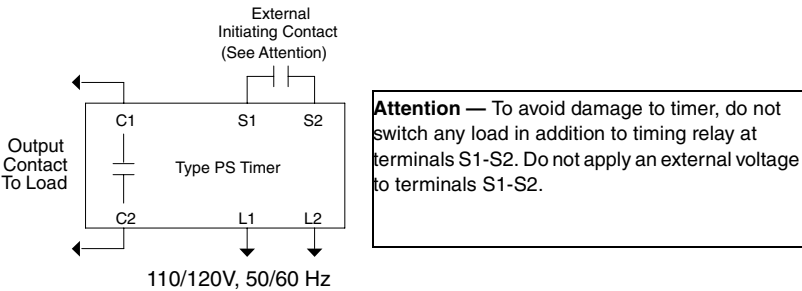 External
Initiating Contact
(See Attention)
C1
S1
S2
Output
Contact
To Load
Type PS Timer
C2
L1
L2
110/120V, 50/60 Hz
Attention — To avoid damage to timer, do not
switch any load in addition to timing relay at
terminals S1-S2. Do not apply an external voltage
to terminals S1-S2.